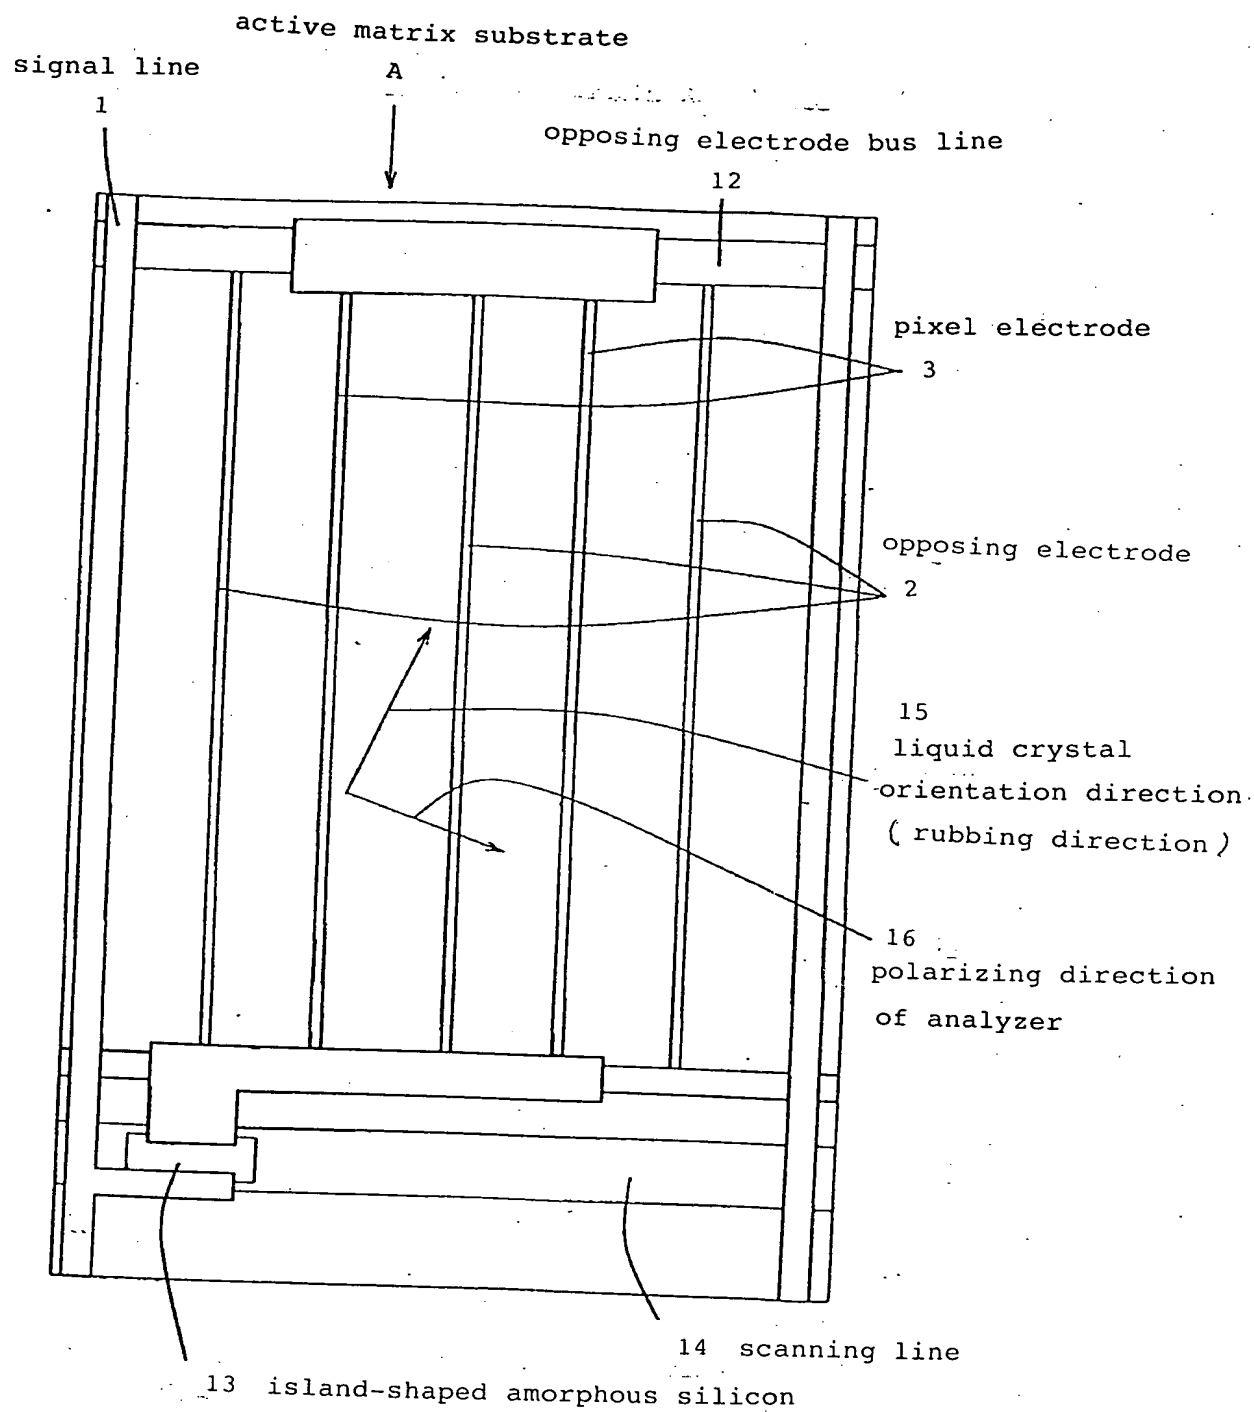 active matrix substrate
A
signal line
1
opposing electrode bus line
12
pixel electrode
3
opposing electrode
2
15
liquid crystal
orientation direction
(rubbing direction)
16
polarizing direction
of analyzer
14 scanning line
13 island-shaped amorphous silicon